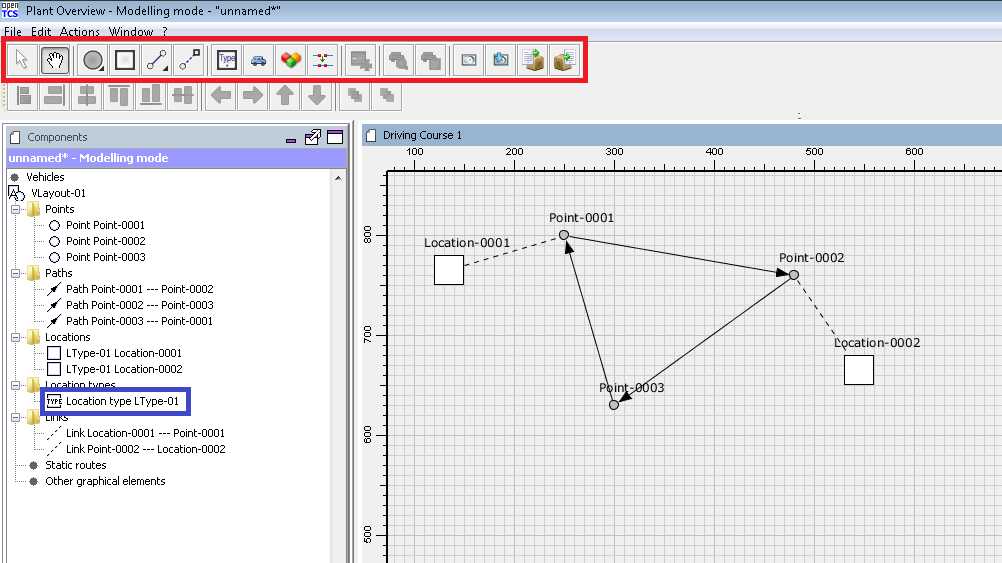 open TCS Plant Overview - Modelling mode - "unnamed*"
File Edit Actions Window ?
Type
Components
unnamed* - Modelling mode
Vehicles
VLayout-01
Points
Point Point-0001
Point Point-0002
Point Point-0003
Paths
Path Point-0001 --- Point-0002
Path Point-0002 --- Point-0003
Path Point-0003 --- Point-0001
Locations
LType-01 Location-0001
LType-01 Location-0002
Location types
TYPE Location type LType-01
Links
Link Location-0001 --- Point-0001
Link Point-0002 --- Location-0002
Static routes
Other graphical elements
Driving Course 1
100 200 300 400 500 600
800
700
600
500
Point-0001
Location-0001
Point-0002
Location-0002
Point-0003